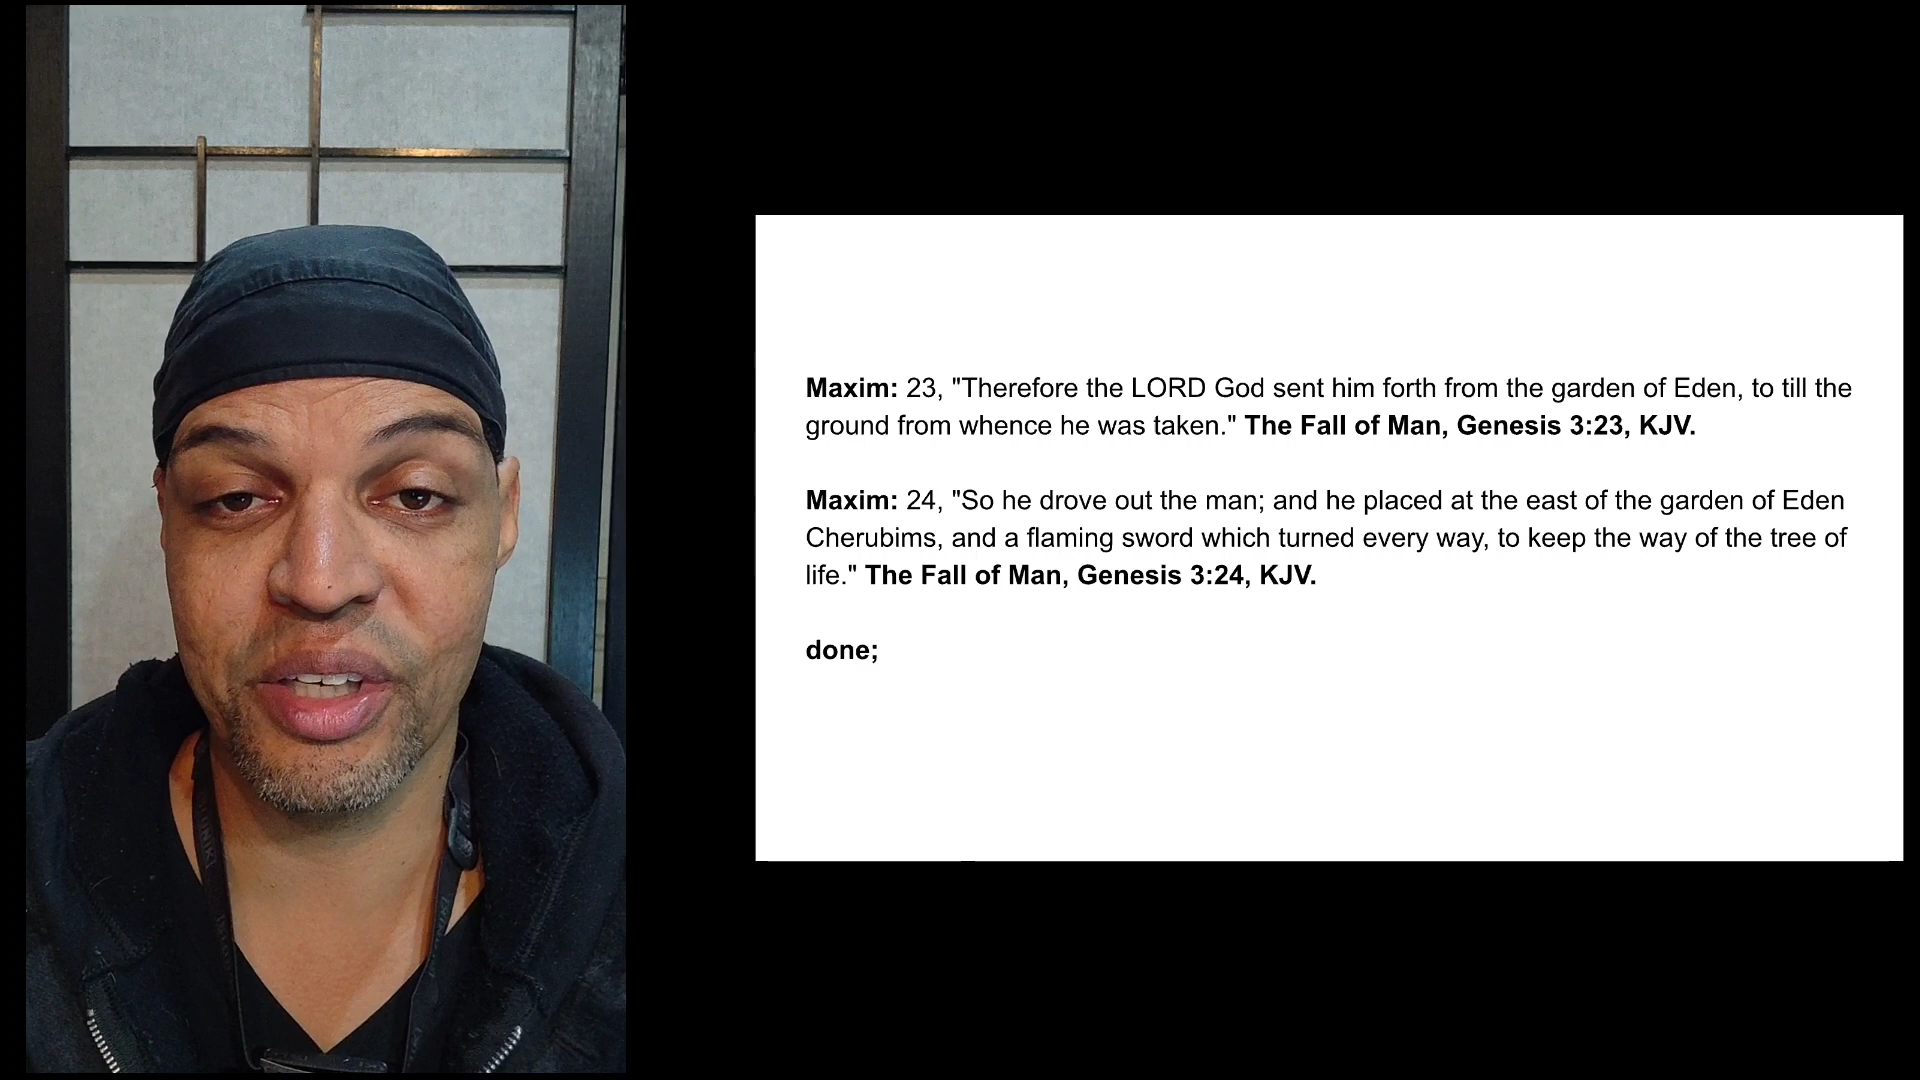 Maxim: 23, "Therefore the LORD God sent him forth from the garden of Eden, to till the
ground from whence he was taken." The Fall of Man, Genesis 3:23, KJV.
Maxim: 24, "So he drove out the man; and he placed at the east of the garden of Eden
Cherubims, and a flaming sword which turned every way, to keep the way of the tree of
life." The Fall of Man, Genesis 3:24, KJV.
done;